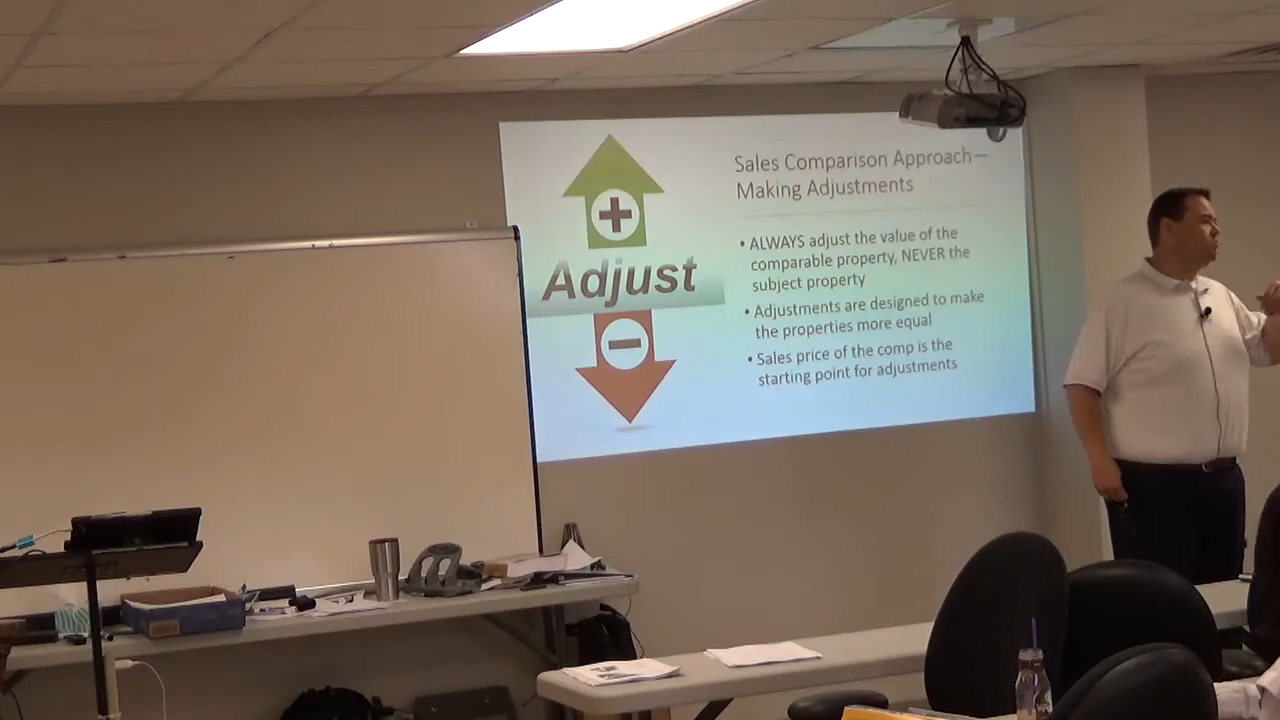 Adjust
Sales Comparison Approach—
Making Adjustments
• ALWAYS adjust the value of the
comparable property, NEVER the
subject property
• Adjustments are designed to make
the properties more equal
• Sales price of the comp is the
starting point for adjustments